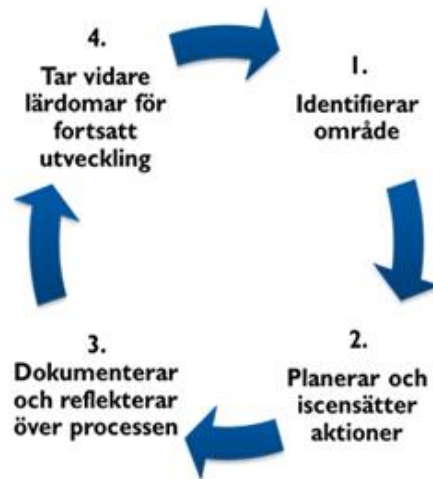 1.
Identifierar
område
2.
Planerar och
iscensätter
aktioner
3.
Dokumenterar
och reflekterar
över processen
4.
Tar vidare
lärdomar för
fortsatt
utveckling